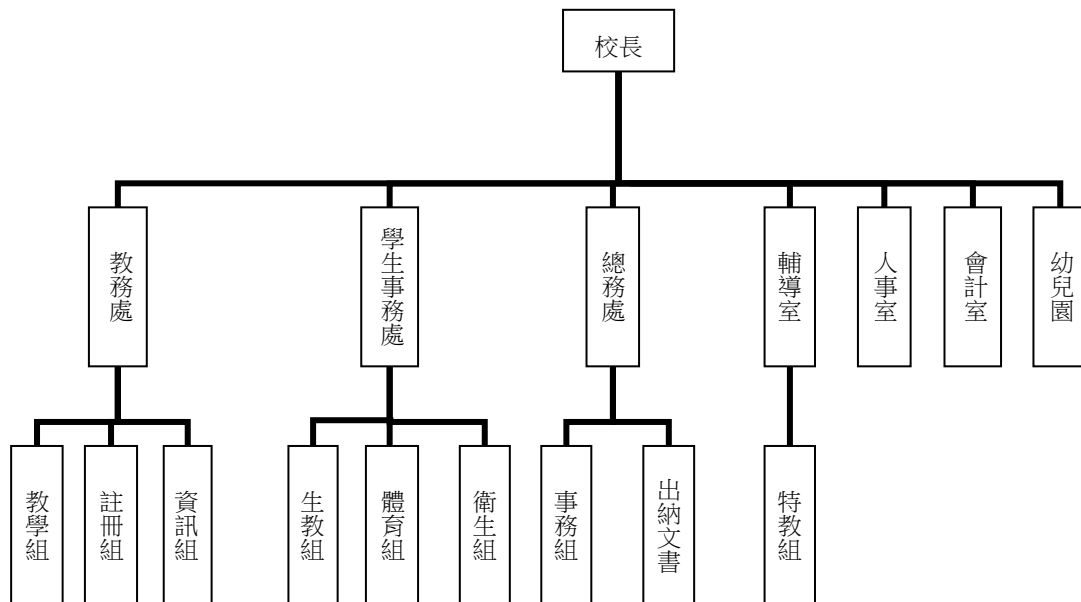 校長
教務處
學生事務處
總務處
輔導室
人事室
會計室
幼兒園
教學組
註冊組
資訊組
生教組
體育組
衛生組
事務組
出納文書
特教組